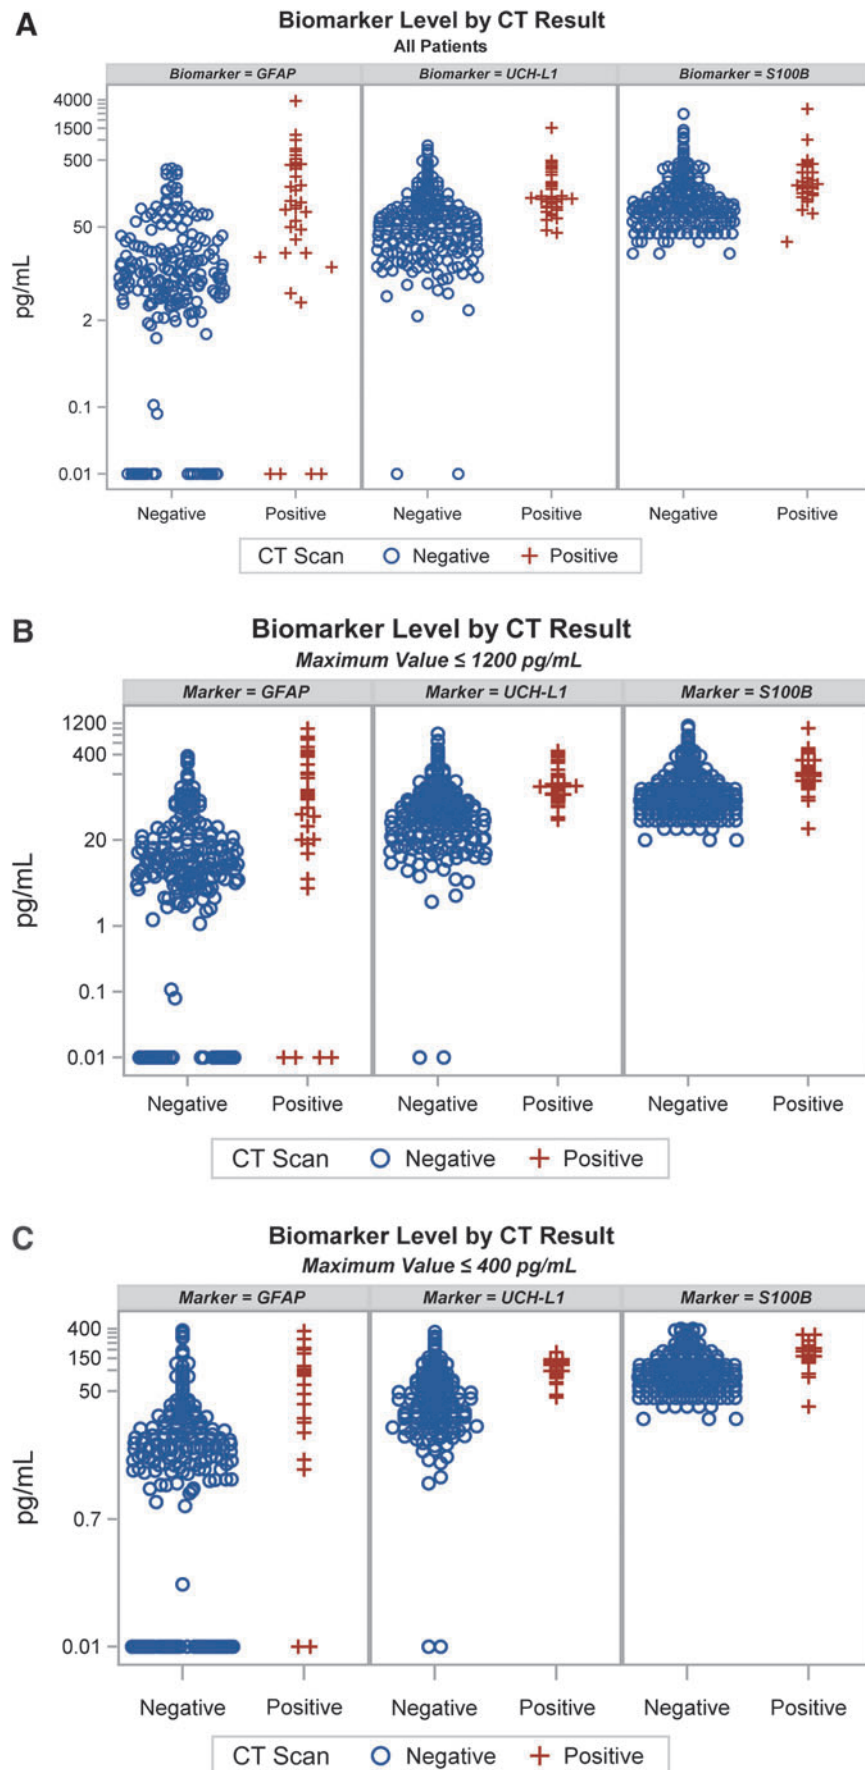 A
Biomarker Level by CT Result
All Patients
Biomarker = GFAP Biomarker = UCH-L1 Biomarker = S100B
4000
1500
500
50
2
0.1
0.01
pg/mL
Negative Positive Negative Positive Negative Positive
CT Scan Negative Positive
B
Biomarker Level by CT Result
Maximum Value ≤ 1200 pg/mL
Marker = GFAP Marker = UCH-L1 Marker = S100B
1200
400
20
1
0.1
0.01
pg/mL
Negative Positive Negative Positive Negative Positive
CT Scan Negative Positive
C
Biomarker Level by CT Result
Maximum Value ≤ 400 pg/mL
Marker = GFAP Marker = UCH-L1 Marker = S100B
400
150
50
0.7
0.01
pg/mL
Negative Positive Negative Positive Negative Positive
CT Scan Negative Positive